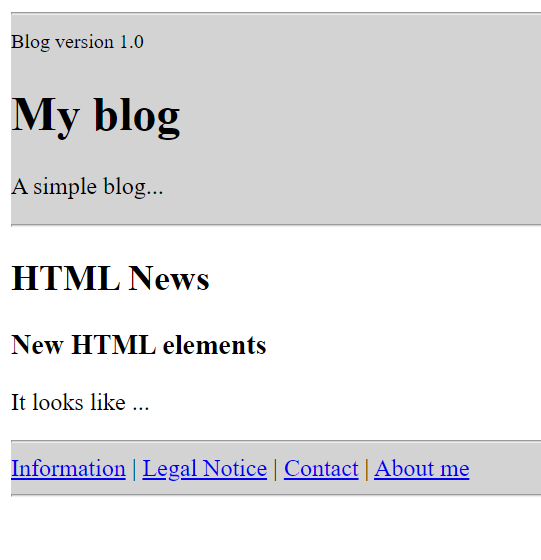 Blog version 1.0
My blog
A simple blog...
HTML News
New HTML elements
It looks like ...
Information | Legal Notice | Contact | About me